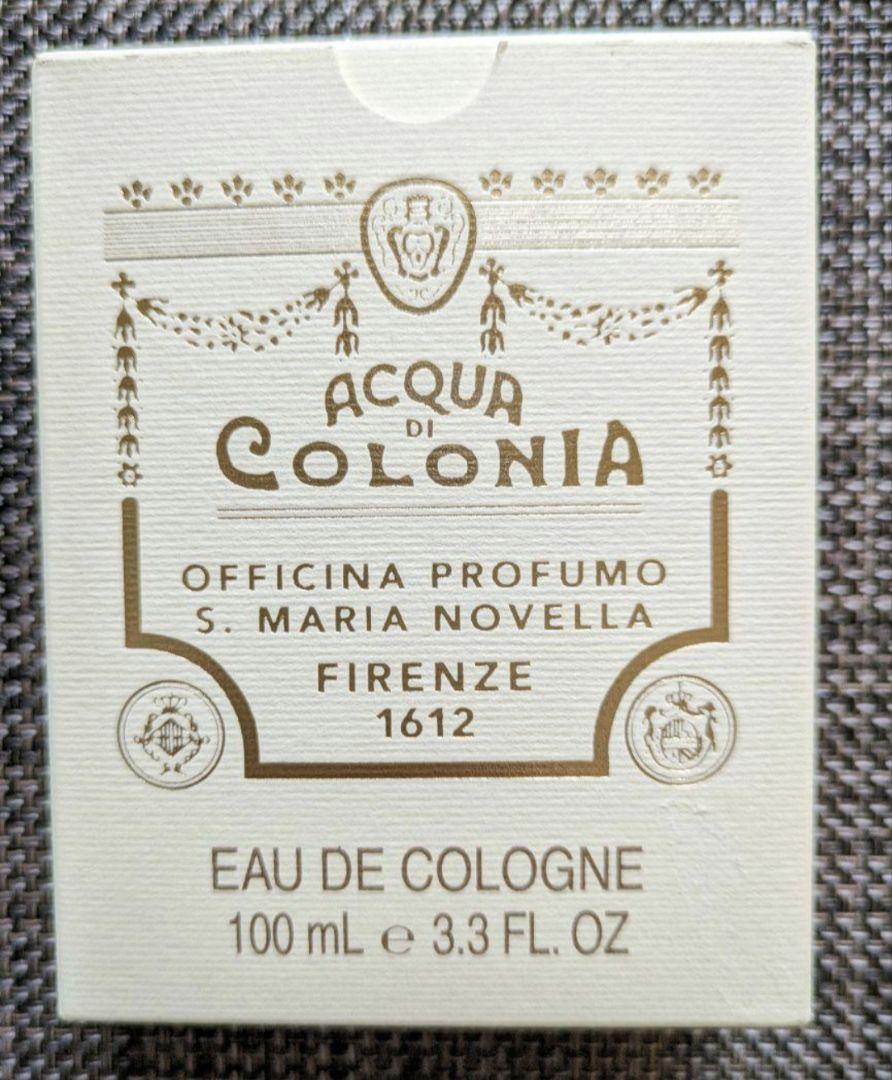 ACQUA
DI
COLONIA
OFFICINA PROFUMO
S. MARIA NOVELLA
FIRENZE
1612
EAU DE COLOGNE
100 mL ℮ 3.3 FL. OZ